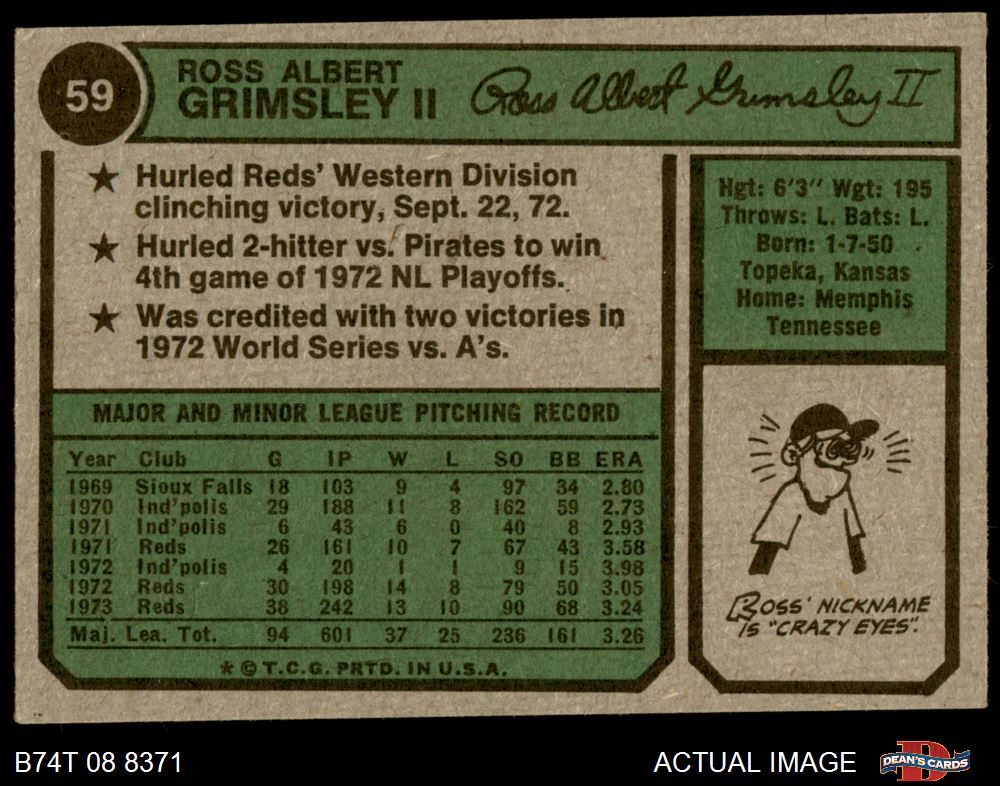 59
ROSS ALBERT
GRIMSLEY II
Ross Albert Grimsley II
★ Hurled Reds' Western Division
clinching victory, Sept. 22, 72.
★ Hurled 2-hitter vs. Pirates to win
4th game of 1972 NL Playoffs.
★ Was credited with two victories in
1972 World Series vs. A's.
Hgt: 6'3" Wgt: 195
Throws: L. Bats: L.
Born: 1-7-50
Topeka, Kansas
Home: Memphis
Tennessee
MAJOR AND MINOR LEAGUE PITCHING RECORD
Year Club G IP W L SO BB ERA
1969 Sioux Falls 18 103 9 4 97 34 2.80
1970 Ind'polis 29 188 11 8 162 59 2.73
1971 Ind'polis 6 43 6 0 40 8 2.93
1971 Reds 26 161 10 7 67 43 3.58
1972 Ind'polis 4 20 1 1 9 15 3.98
1972 Reds 30 198 14 8 79 50 3.05
1973 Reds 38 242 13 10 90 68 3.24
Maj. Lea. Tot. 94 601 37 25 236 161 3.26
* © T.C.G. PRTD. IN U.S.A.
ROSS' NICKNAME
IS "CRAZY EYES".
B74T 08 8371
ACTUAL IMAGE
DEAN'S CARDS